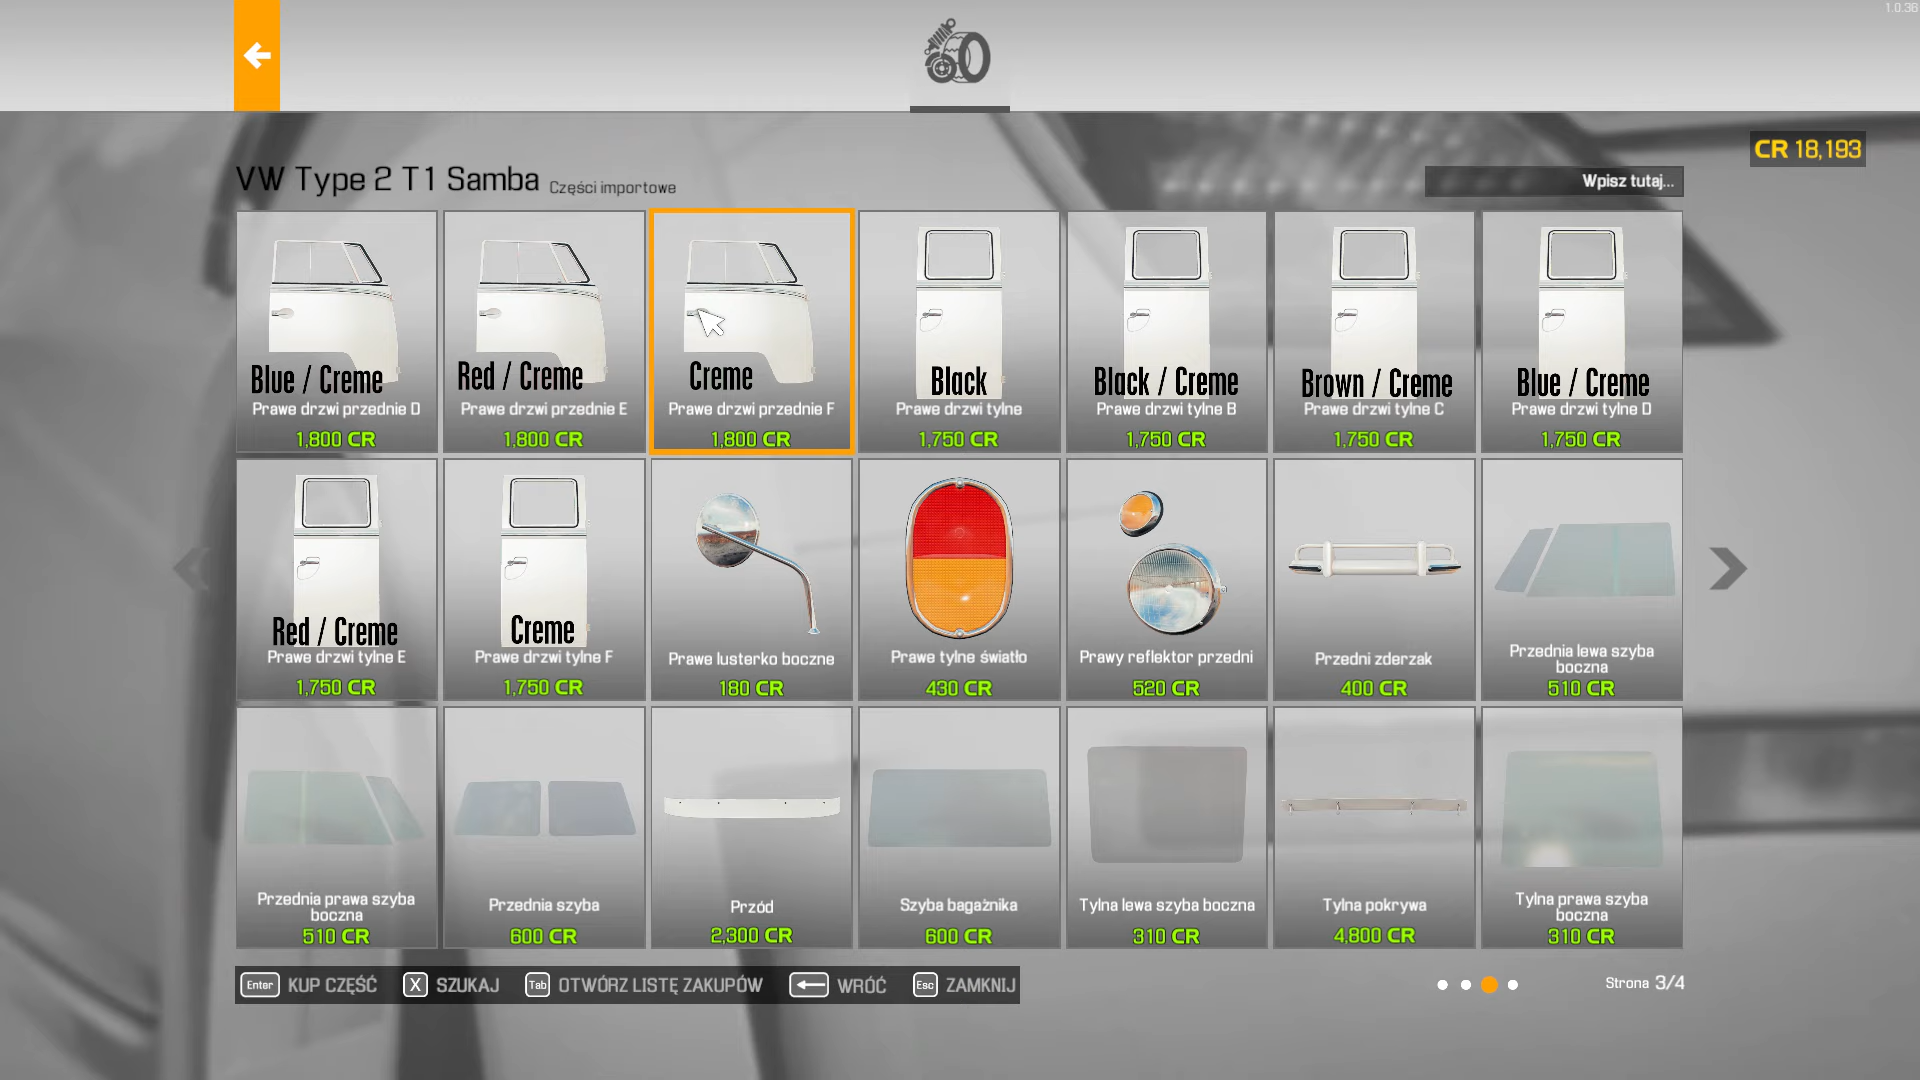 1.0.36
CR 18,193
VW Type 2 T1 Samba Części importowe
Wpisz tutaj...
Blue / Creme
Prawe drzwi przednie D
1,800 CR
Red / Creme
Prawe drzwi przednie E
1,800 CR
Creme
Prawe drzwi przednie F
1,800 CR
Black
Prawe drzwi tylne
1,750 CR
Black / Creme
Prawe drzwi tylne B
1,750 CR
Brown / Creme
Prawe drzwi tylne C
1,750 CR
Blue / Creme
Prawe drzwi tylne D
1,750 CR
Red / Creme
Prawe drzwi tylne E
1,750 CR
Creme
Prawe drzwi tylne F
1,750 CR
Prawe lusterko boczne
180 CR
Prawe tylne światło
430 CR
Prawy reflektor przedni
520 CR
Przedni zderzak
400 CR
Przednia lewa szyba
boczna
510 CR
Przednia prawa szyba
boczna
510 CR
Przednia szyba
600 CR
Przód
2,300 CR
Szyba bagażnika
600 CR
Tylna lewa szyba boczna
310 CR
Tylna pokrywa
4,800 CR
Tylna prawa szyba
boczna
310 CR
Enter KUP CZĘŚĆ X SZUKAJ Tab OTWÓRZ LISTĘ ZAKUPÓW WRÓĆ Esc ZAMKNIJ
Strona 3/4